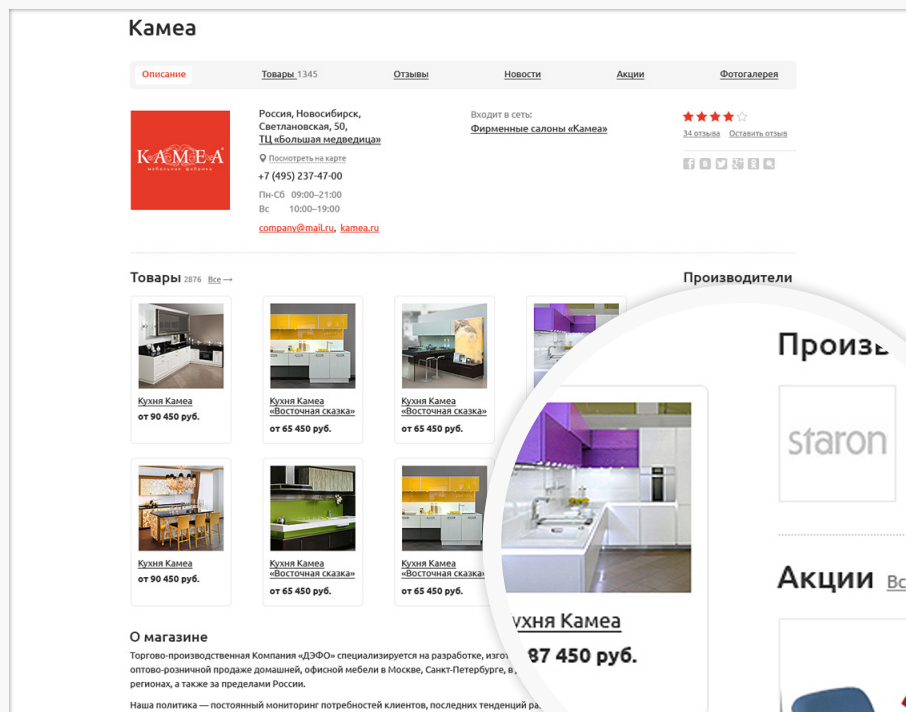 Камеа
Описание Товары 1345 Отзывы Новости Акции Фотогалерея
КАМЕА
мебельная фабрика
Россия, Новосибирск,
Светлановская, 50,
ТЦ «Большая медведица»
Посмотреть на карте
+7 (495) 237-47-00
Пн-Сб 09:00–21:00
Вс 10:00–19:00
company@mail.ru, kamea.ru
Входит в сеть:
Фирменные салоны «Камеа»
34 отзыва Оставить отзыв
Товары 2876 Все →
Производители
Кухня Камеа
от 90 450 руб.
Кухня Камеа
«Восточная сказка»
от 65 450 руб.
Кухня Камеа
«Восточная сказка»
от 65 450 руб.
Кухня Камеа
от 90 450 руб.
Кухня Камеа
«Восточная сказка»
от 65 450 руб.
Кухня Камеа
«Восточная сказка»
от 65 450 руб.
ухня Камеа
87 450 руб.
Произв
staron
Акции Вс
О магазине
Торгово-производственная Компания «ДЭФО» специализируется на разработке, изгот
оптово-розничной продаже домашней, офисной мебели в Москве, Санкт-Петербурге, в
регионах, а также за пределами России.
Наша политика — постоянный мониторинг потребностей клиентов, последних тенденций ра